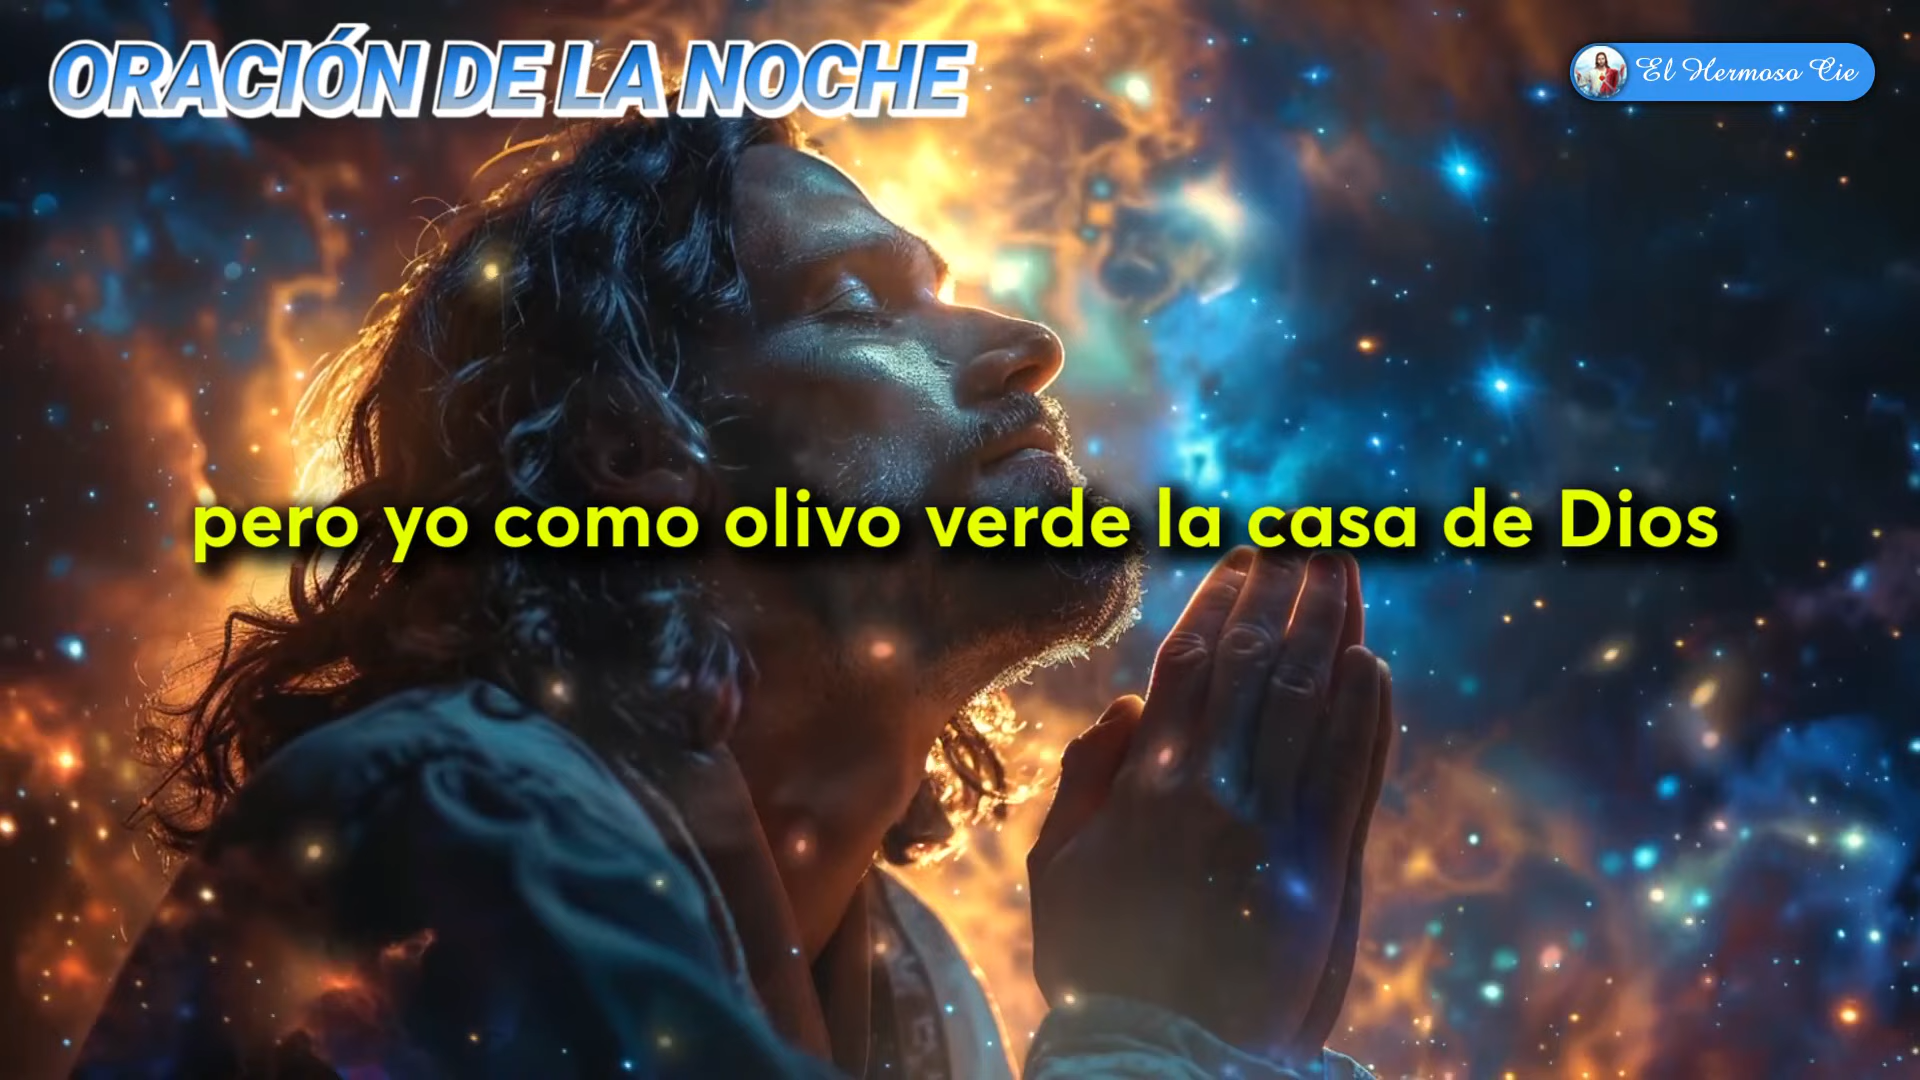 ORACIÓN DE LA NOCHE
El Hermoso Cie
pero yo como olivo verde la casa de Dios